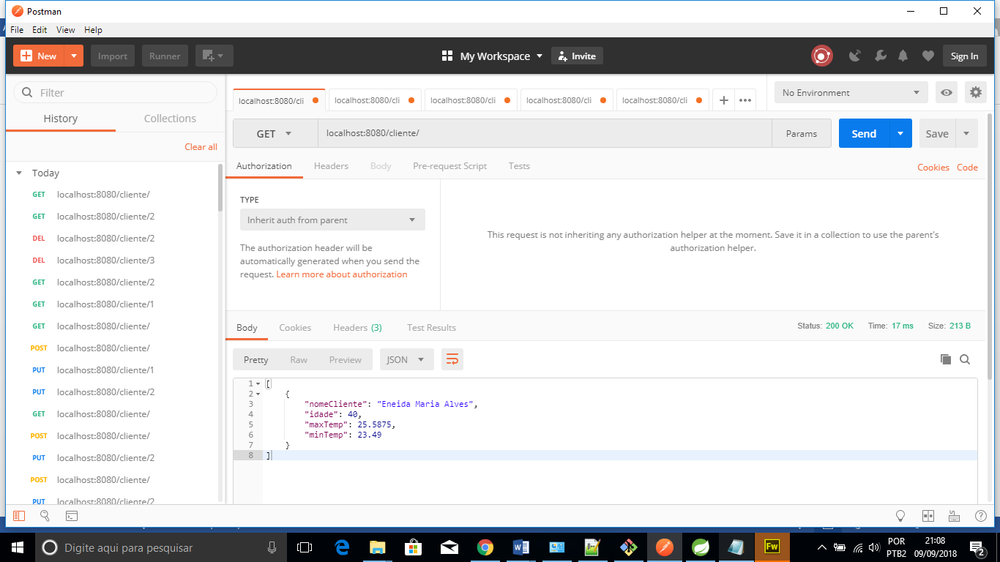 Postman
File Edit View Help
New Import Runner My Workspace Invite Sign In
Filter
History Collections
Clear all
Today
GET localhost:8080/cliente/
GET localhost:8080/cliente/2
DEL localhost:8080/cliente/2
DEL localhost:8080/cliente/3
GET localhost:8080/cliente/2
GET localhost:8080/cliente/1
GET localhost:8080/cliente/
POST localhost:8080/cliente/
PUT localhost:8080/cliente/1
PUT localhost:8080/cliente/2
GET localhost:8080/cliente/
POST localhost:8080/cliente/
PUT localhost:8080/cliente/2
POST localhost:8080/cliente/
PUT localhost:8080/cliente/2
localhost:8080/cli localhost:8080/cli localhost:8080/cli localhost:8080/cli localhost:8080/cli
No Environment
GET localhost:8080/cliente/ Params Send Save
Authorization Headers Body Pre-request Script Tests Cookies Code
TYPE
Inherit auth from parent
The authorization header will be
automatically generated when you send the
request. Learn more about authorization
This request is not inheriting any authorization helper at the moment. Save it in a collection to use the parent's
authorization helper.
Body Cookies Headers (3) Test Results Status: 200 OK Time: 17 ms Size: 213 B
Pretty Raw Preview JSON
1 [
2 {
3 "nomeCliente": "Eneida Maria Alves",
4 "idade": 40,
5 "maxTemp": 25.5875,
6 "minTemp": 23.49
7 }
8 ]
Digite aqui para pesquisar
Fw
POR
PTB2
21:08
09/09/2018
2